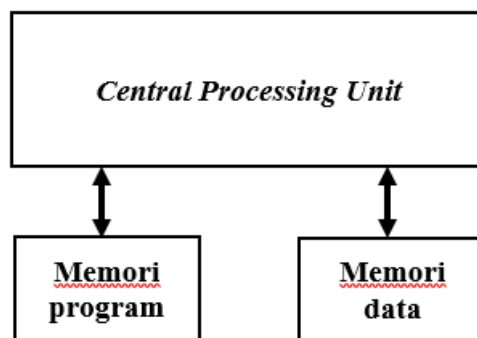 Central Processing Unit
Memori
program
Memori
data